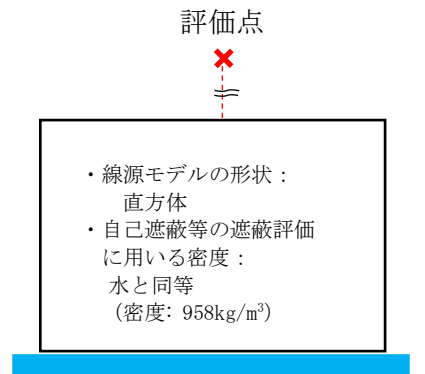 評価点
・線源モデルの形状：
直方体
・自己遮蔽等の遮蔽評価
に用いる密度：
水と同等
（密度: 958kg/m³）